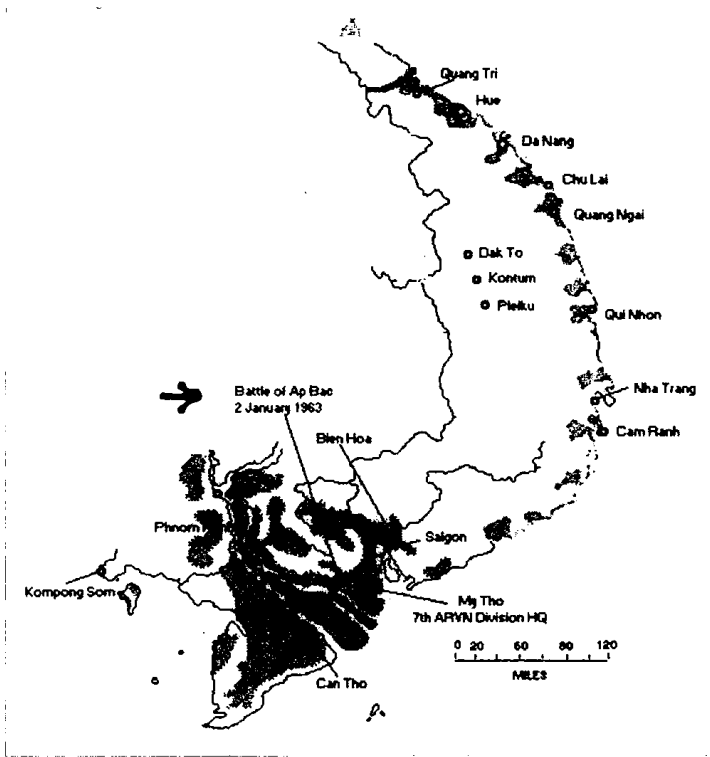 Quang Tri
Hue
Da Nang
Chu Lai
Quang Ngai
Dak To
Kontum
Pleiku
Qui Nhon
Battle of Ap Bac
2 January 1963
Nha Trang
Bien Hoa
Cam Ranh
Phnom
Saigon
Kompong Som
My Tho
7th ARVN Division HQ
Can Tho
0 20 60 80 120
MILES